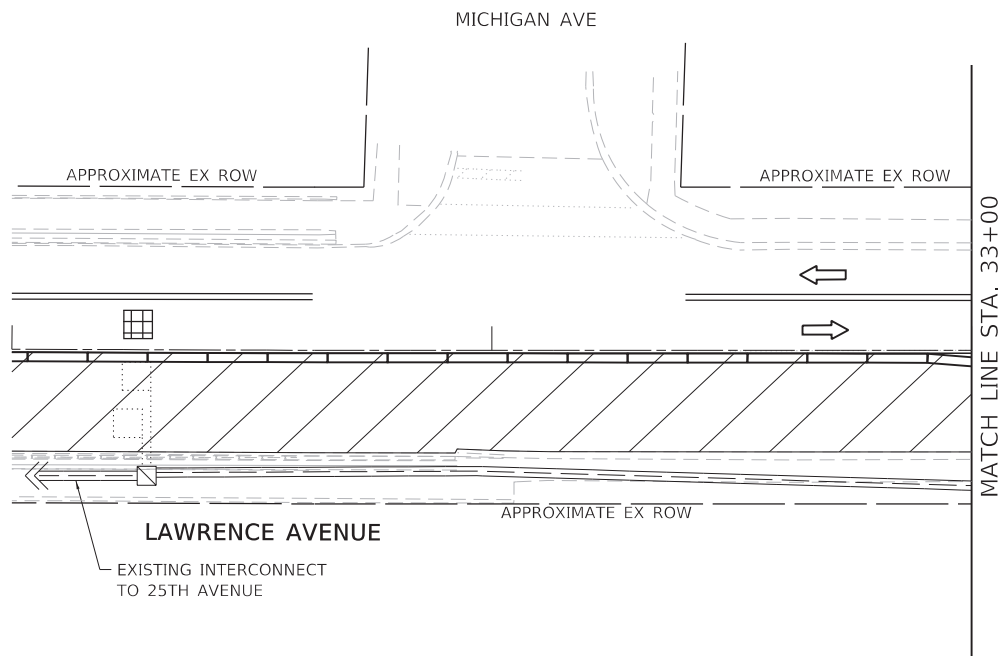 MICHIGAN AVE
APPROXIMATE EX ROW
APPROXIMATE EX ROW
MATCH LINE STA. 33+00
APPROXIMATE EX ROW
LAWRENCE AVENUE
EXISTING INTERCONNECT
TO 25TH AVENUE